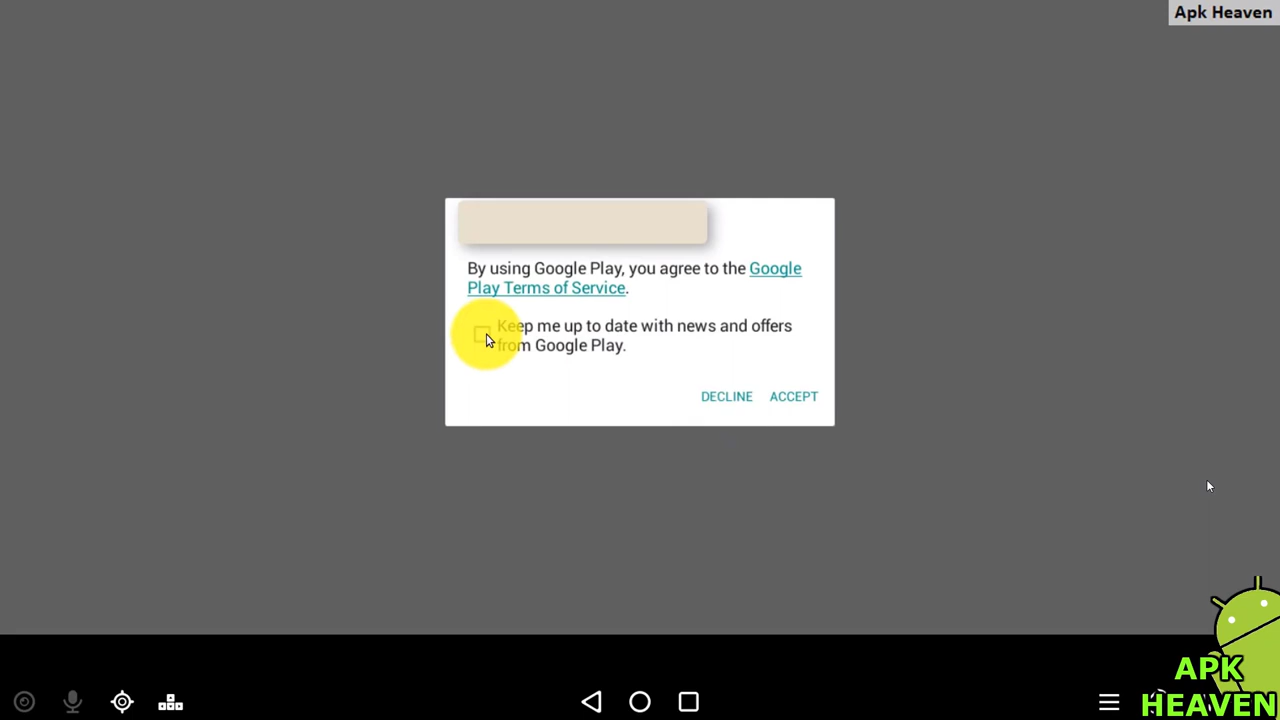 Apk Heaven
By using Google Play, you agree to the Google
Play Terms of Service.
Keep me up to date with news and offers
from Google Play.
DECLINE ACCEPT
APK
HEAVEN